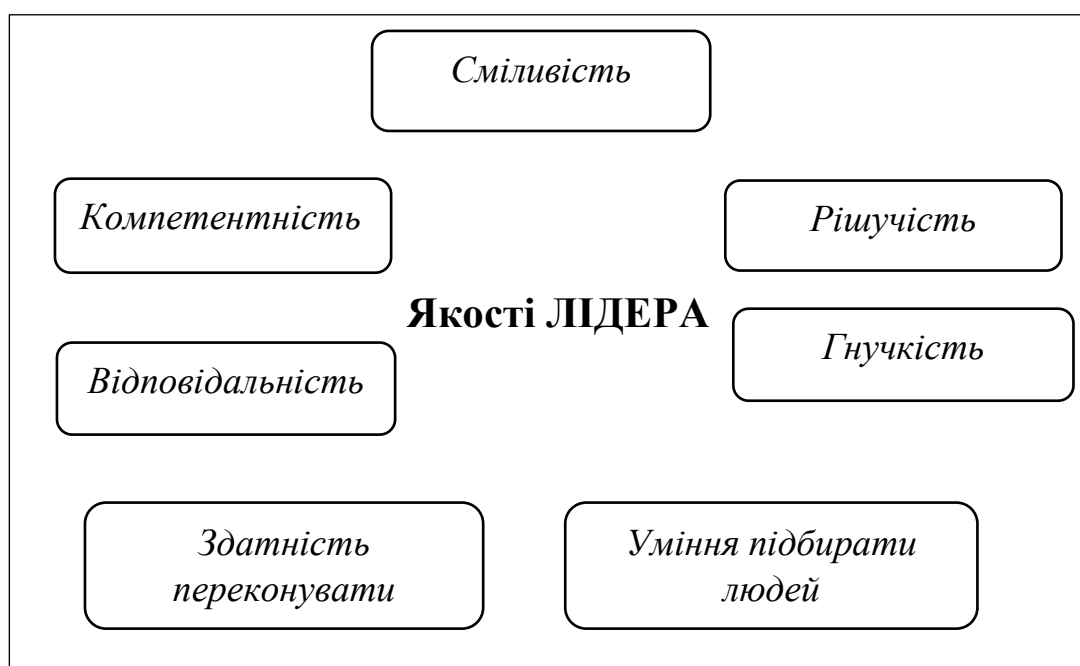 Сміливість
Компетентність
Рішучість
Якості ЛІДЕРА
Гнучкість
Відповідальність
Здатність
переконувати
Уміння підбирати
людей